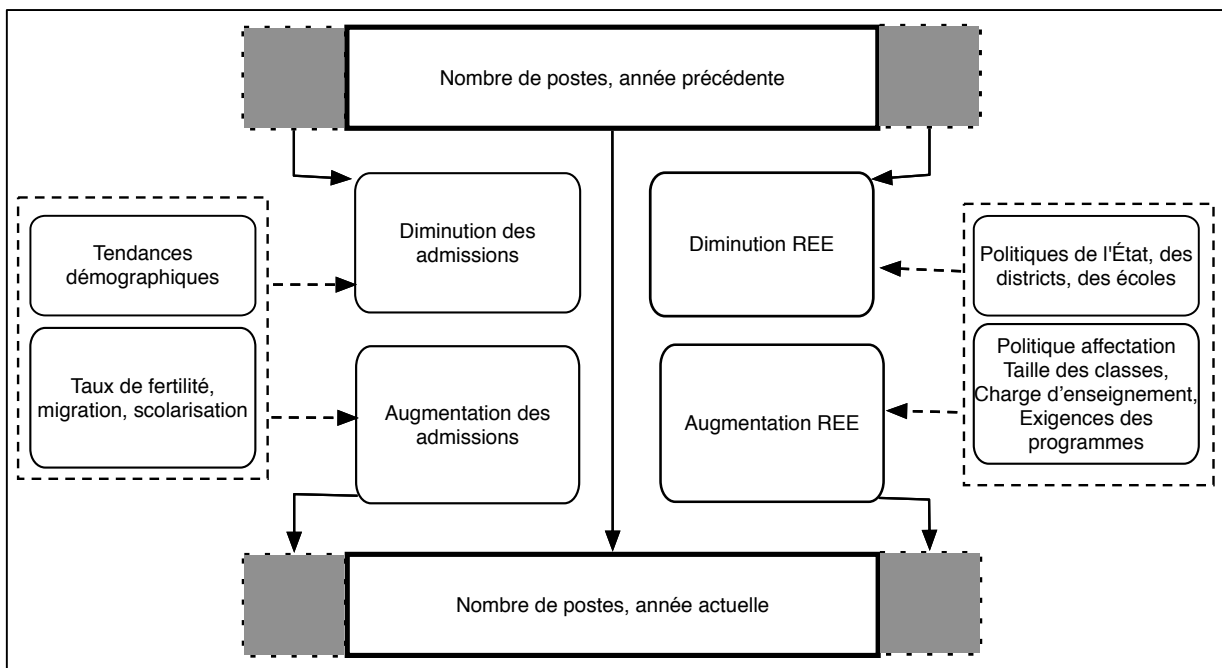 Nombre de postes, année précédente
Diminution des
admissions
Diminution REE
Tendances
démographiques
Politiques de l'État, des
districts, des écoles
Taux de fertilité,
migration, scolarisation
Augmentation des
admissions
Augmentation REE
Politique affectation
Taille des classes,
Charge d’enseignement,
Exigences des
programmes
Nombre de postes, année actuelle